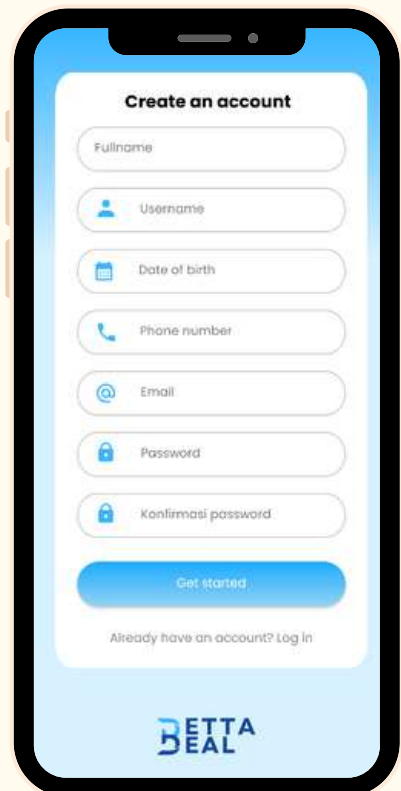 Create an account
Fullname
Username
Date of birth
Phone number
Email
Password
Konfirmasi password
Get started
Already have an account? Log in
BETTA
DEAL